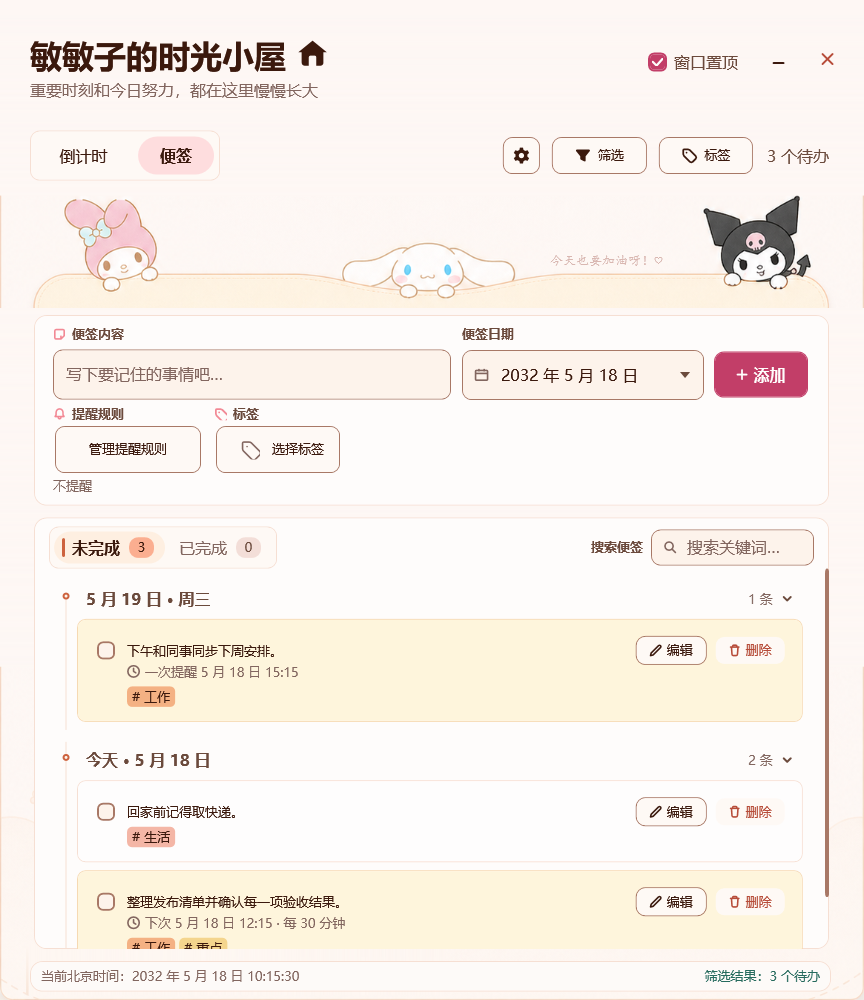 敏敏子的时光小屋
重要时刻和今日努力，都在这里慢慢长大
窗口置顶
倒计时 便签
筛选 标签 3 个待办
今天也要加油呀！♡
便签内容 便签日期
写下要记住的事情吧... 2032 年 5 月 18 日 + 添加
提醒规则 标签
管理提醒规则 选择标签
不提醒
未完成 3 已完成 0 搜索便签 搜索关键词...
5 月 19 日 • 周三 1 条
下午和同事同步下周安排。 编辑 删除
一次提醒 5 月 18 日 15:15
# 工作
今天 • 5 月 18 日 2 条
回家前记得取快递。 编辑 删除
# 生活
整理发布清单并确认每一项验收结果。 编辑 删除
下次 5 月 18 日 12:15 · 每 30 分钟
# 工作 # 重点
当前北京时间：2032 年 5 月 18 日 10:15:30 筛选结果：3 个待办